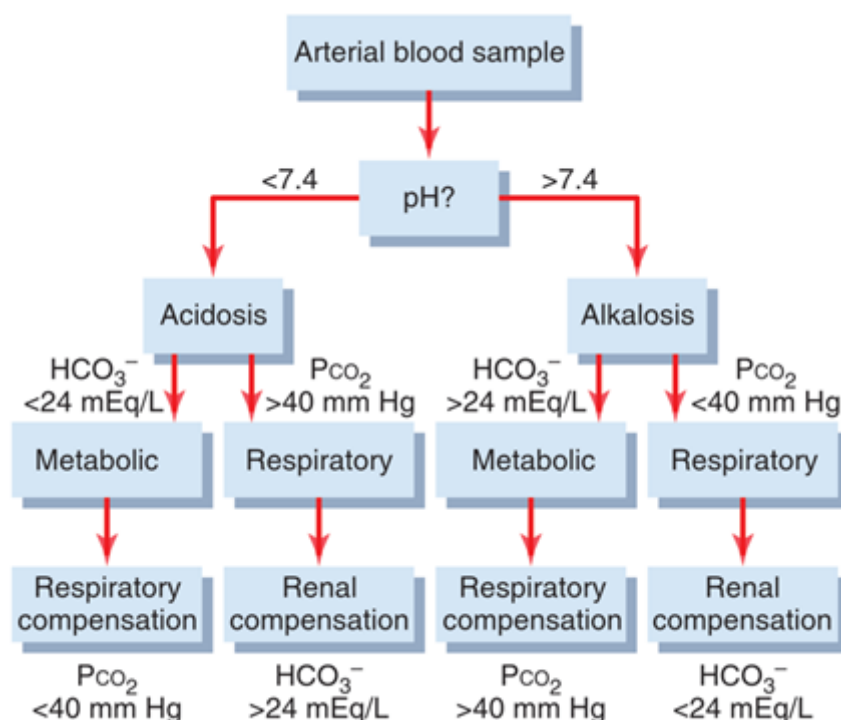 Arterial blood sample
<7.4
pH?
>7.4
Acidosis
Alkalosis
HCO₃⁻
<24 mEq/L
PCO₂
>40 mm Hg
HCO₃⁻
>24 mEq/L
PCO₂
<40 mm Hg
Metabolic
Respiratory
Metabolic
Respiratory
Respiratory
compensation
Renal
compensation
Respiratory
compensation
Renal
compensation
PCO₂
<40 mm Hg
HCO₃⁻
>24 mEq/L
PCO₂
>40 mm Hg
HCO₃⁻
<24 mEq/L